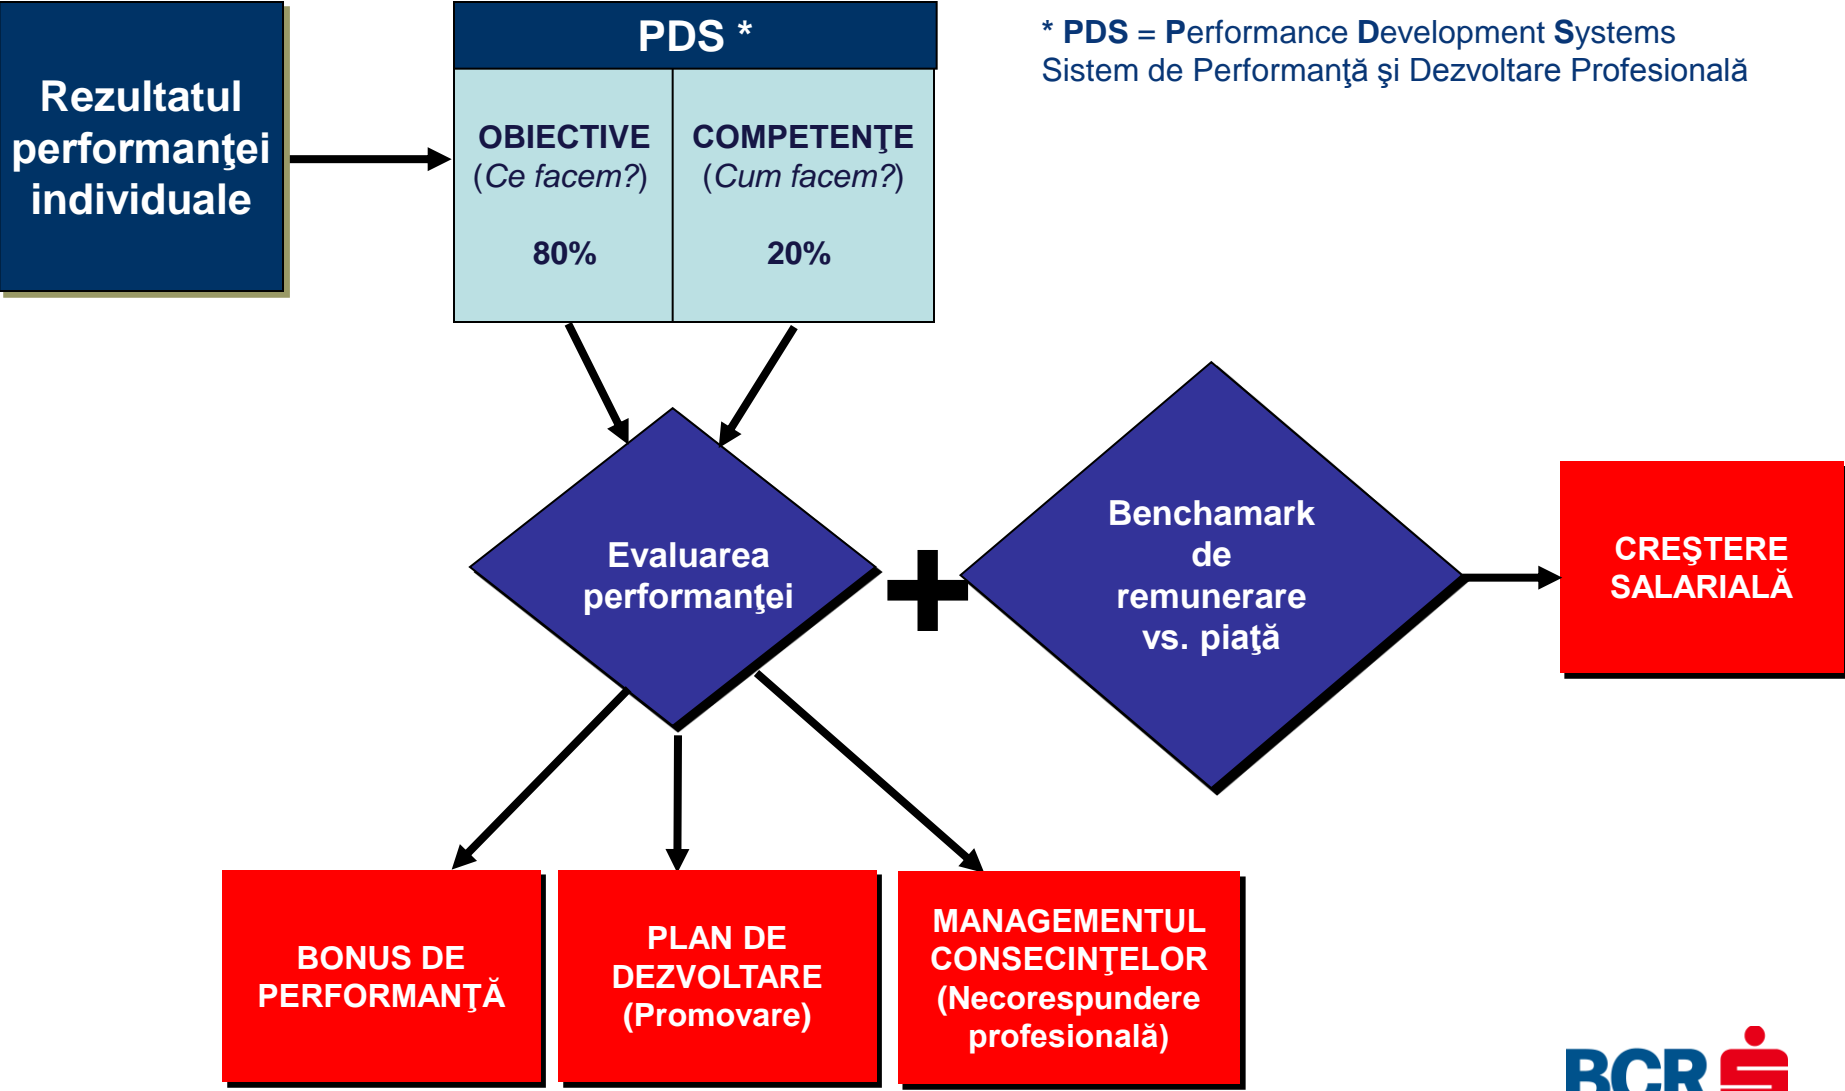 Rezultatul
performanţei
individuale
PDS *
OBIECTIVE
(Ce facem?)
80%
COMPETENŢE
(Cum facem?)
20%
* PDS = Performance Development Systems
Sistem de Performanţă şi Dezvoltare Profesională
Evaluarea
performanţei
+
Benchamark
de
remunerare
vs. piaţă
CREŞTERE
SALARIALĂ
BONUS DE
PERFORMANŢĂ
PLAN DE
DEZVOLTARE
(Promovare)
MANAGEMENTUL
CONSECINŢELOR
(Necorespundere
profesională)
BCR